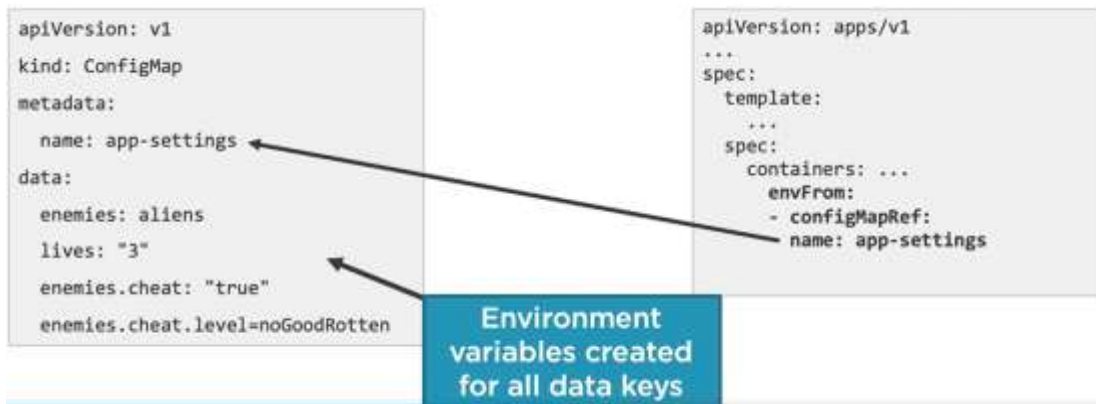 apiVersion: v1
kind: ConfigMap
metadata:
  name: app-settings
data:
  enemies: aliens
  lives: "3"
  enemies.cheat: "true"
  enemies.cheat.level=noGoodRotten
apiVersion: apps/v1
...
spec:
  template:
    ...
  spec:
    containers: ...
      envFrom:
      - configMapRef:
        name: app-settings
Environment
variables created
for all data keys